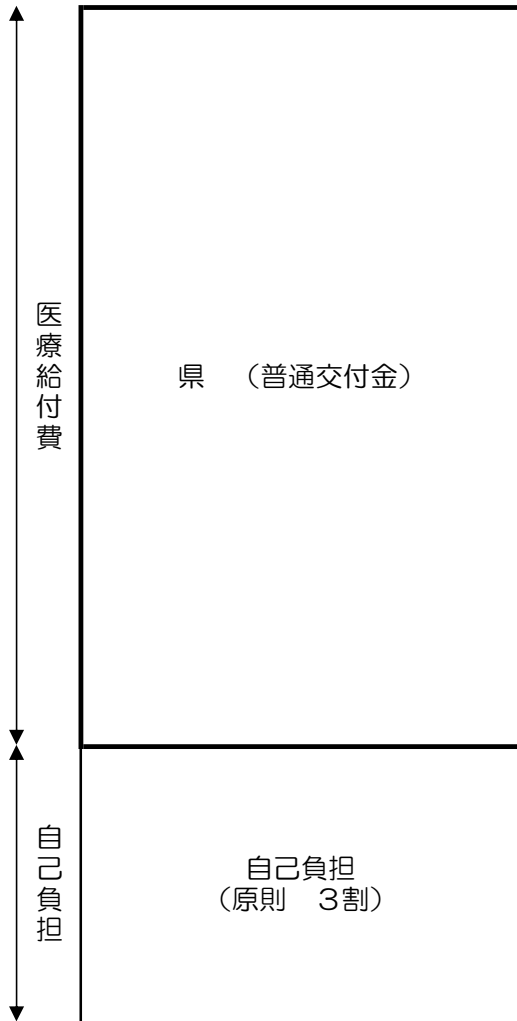 医療給付費
県　（普通交付金）
自己負担
自己負担
（原則　３割）